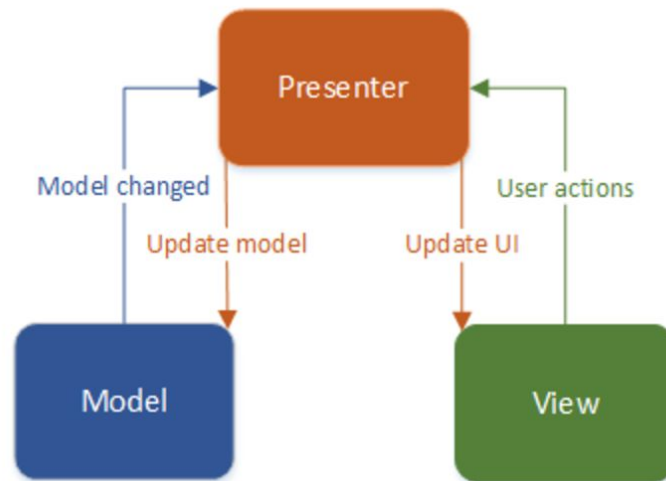 Presenter
Model changed
User actions
Update model
Update UI
Model
View